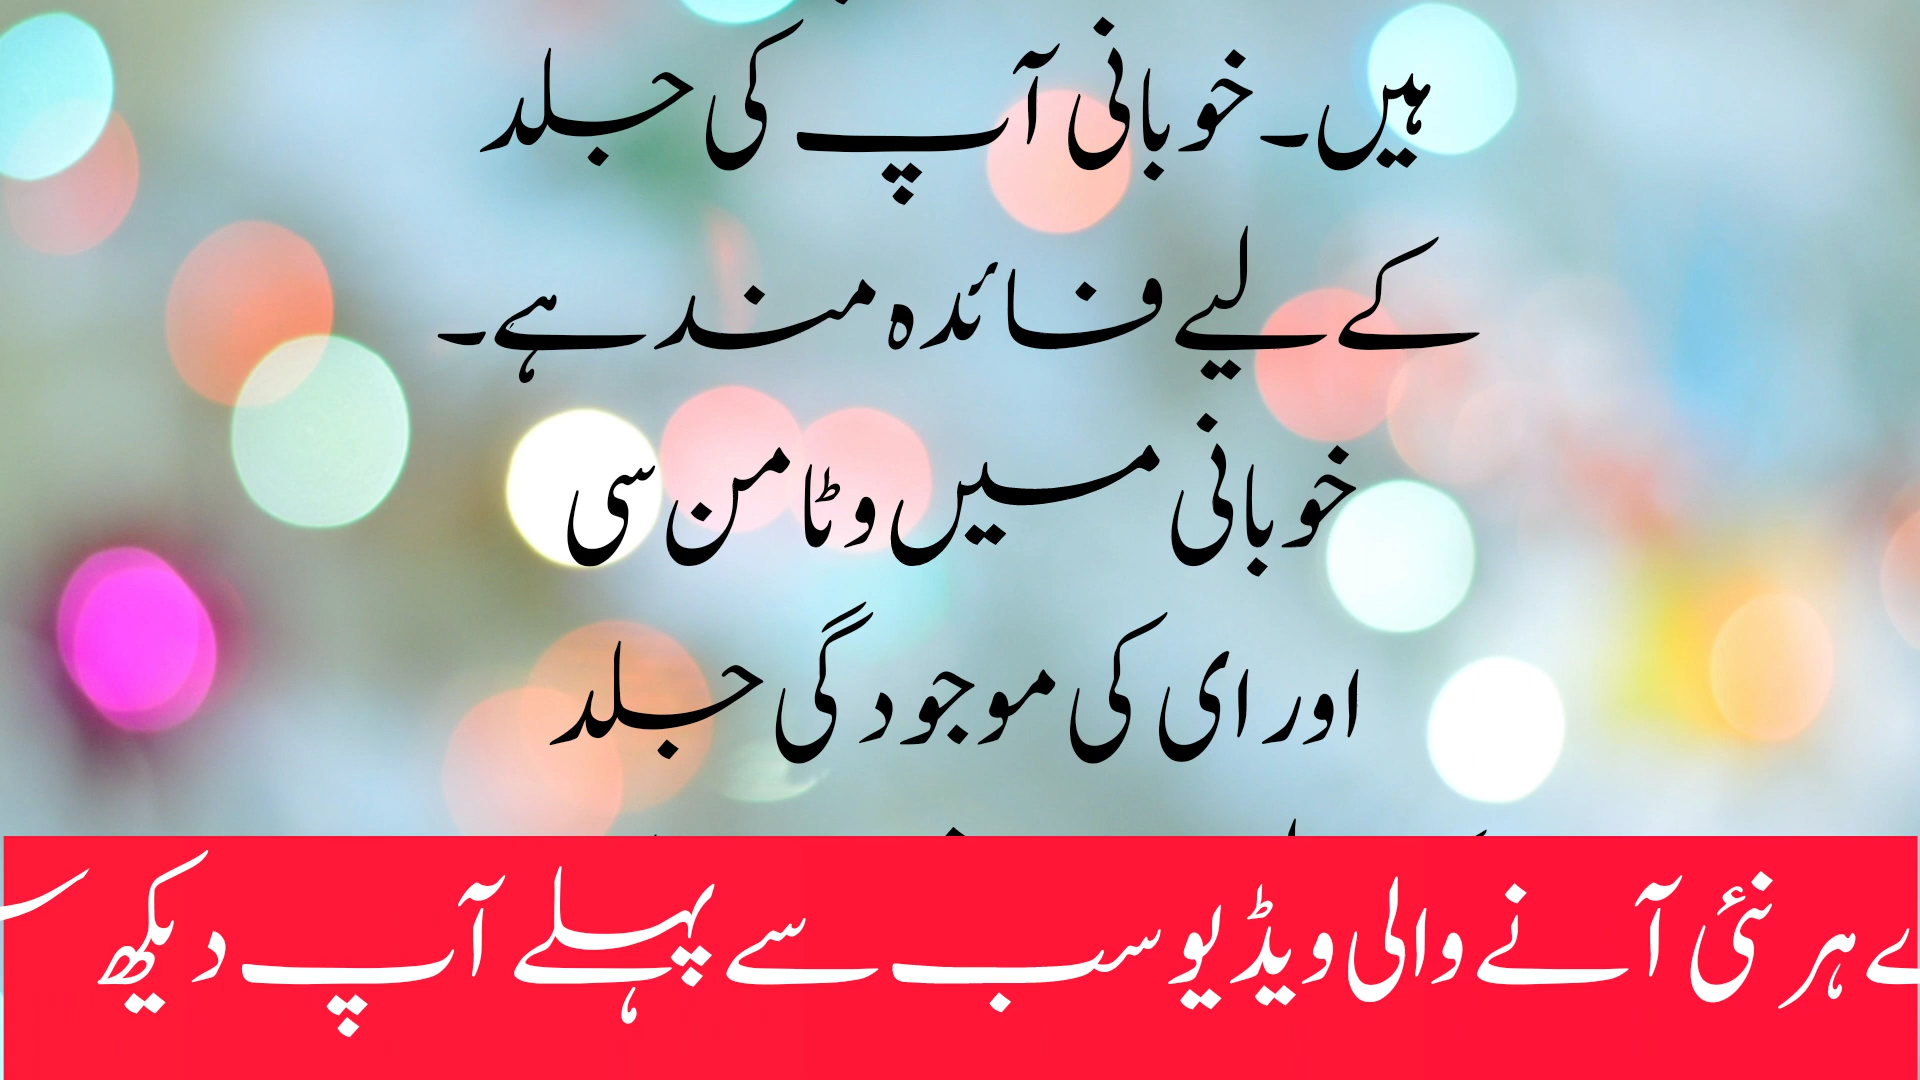 ہیں۔ خوبانی آپ کی جلد
کے لیے فائدہ مند ہے۔
خوبانی میں وٹامن سی
اور ای کی موجودگی جلد
ہر نئی آنے والی ویڈیو سب سے پہلے آپ دیکھ